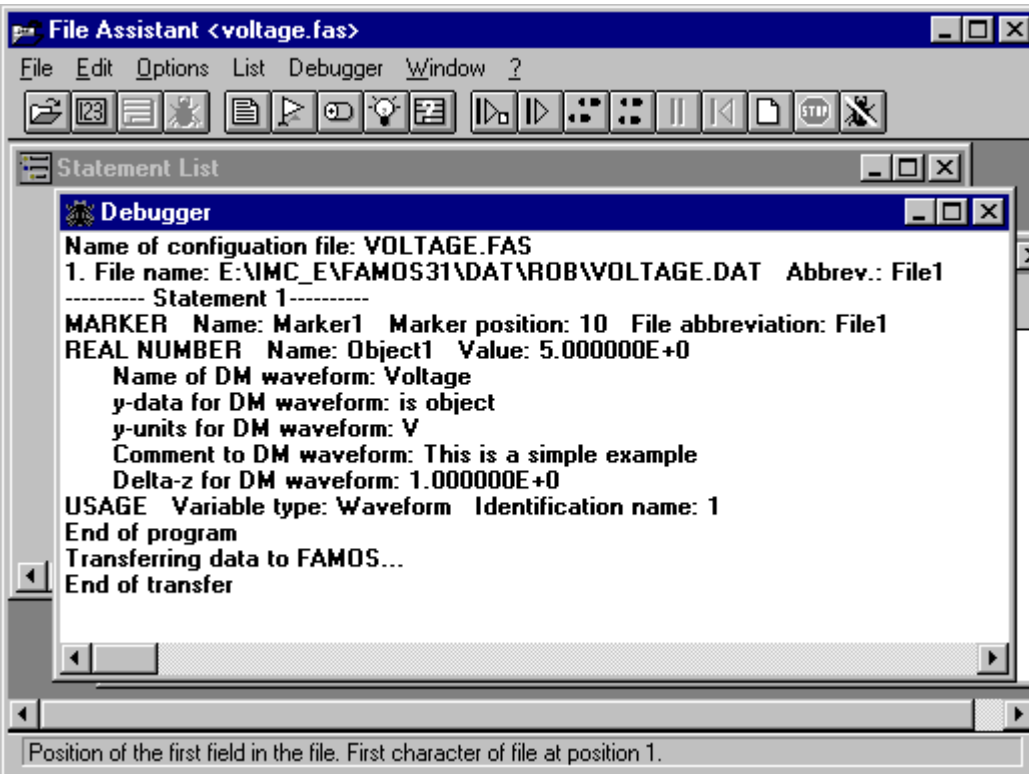 File Assistant <voltage.fas>
File Edit Options List Debugger Window ?
123
STOP
Statement List
Debugger
Name of configuation file: VOLTAGE.FAS
1. File name: E:\IMC_E\FAMOS31\DAT\ROB\VOLTAGE.DAT Abbrev.: File1
---------- Statement 1----------
MARKER Name: Marker1 Marker position: 10 File abbreviation: File1
REAL NUMBER Name: Object1 Value: 5.000000E+0
Name of DM waveform: Voltage
y-data for DM waveform: is object
y-units for DM waveform: V
Comment to DM waveform: This is a simple example
Delta-z for DM waveform: 1.000000E+0
USAGE Variable type: Waveform Identification name: 1
End of program
Transferring data to FAMOS...
End of transfer
Position of the first field in the file. First character of file at position 1.